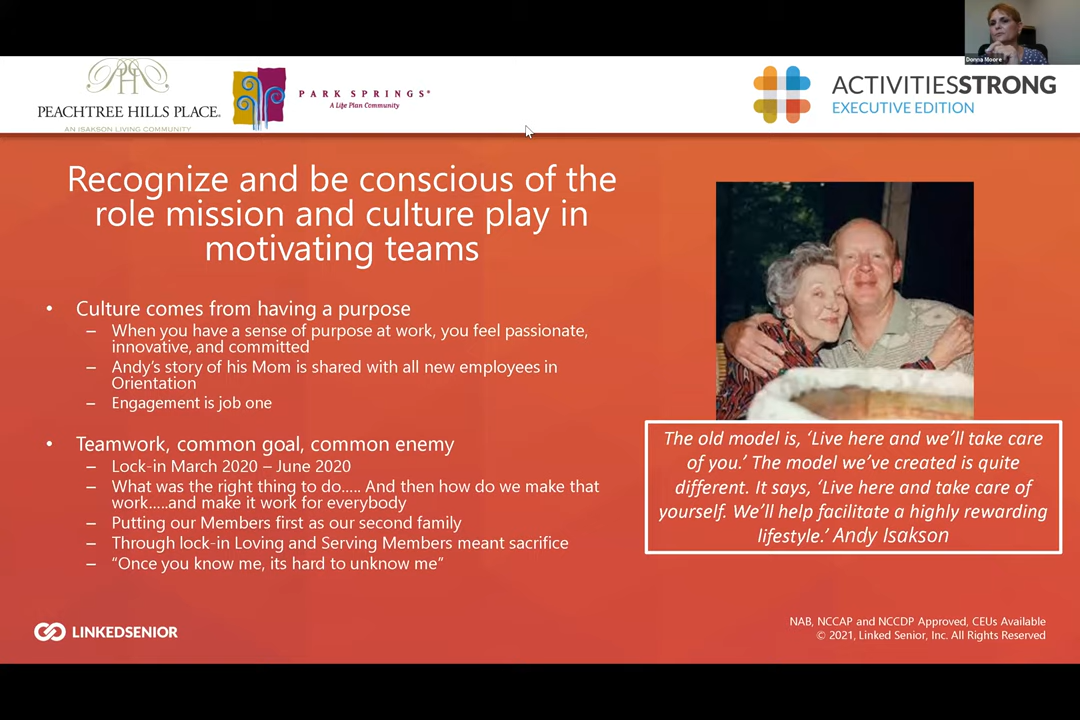 Donna Moore
PH
PEACHTREE HILLS PLACE®
AN ISAKSON LIVING COMMUNITY
PARK SPRINGS®
A Life Plan Community
ACTIVITIESSTRONG
EXECUTIVE EDITION
Recognize and be conscious of the
role mission and culture play in
motivating teams
• Culture comes from having a purpose
– When you have a sense of purpose at work, you feel passionate,
innovative, and committed
– Andy’s story of his Mom is shared with all new employees in
Orientation
– Engagement is job one
• Teamwork, common goal, common enemy
– Lock-in March 2020 – June 2020
– What was the right thing to do..... And then how do we make that
work.....and make it work for everybody
– Putting our Members first as our second family
– Through lock-in Loving and Serving Members meant sacrifice
– “Once you know me, its hard to unknow me”
The old model is, ‘Live here and we’ll take care
of you.’ The model we’ve created is quite
different. It says, ‘Live here and take care of
yourself. We’ll help facilitate a highly rewarding
lifestyle.’ Andy Isakson
LINKEDSENIOR
NAB, NCCAP and NCCDP Approved, CEUs Available
© 2021, Linked Senior, Inc. All Rights Reserved